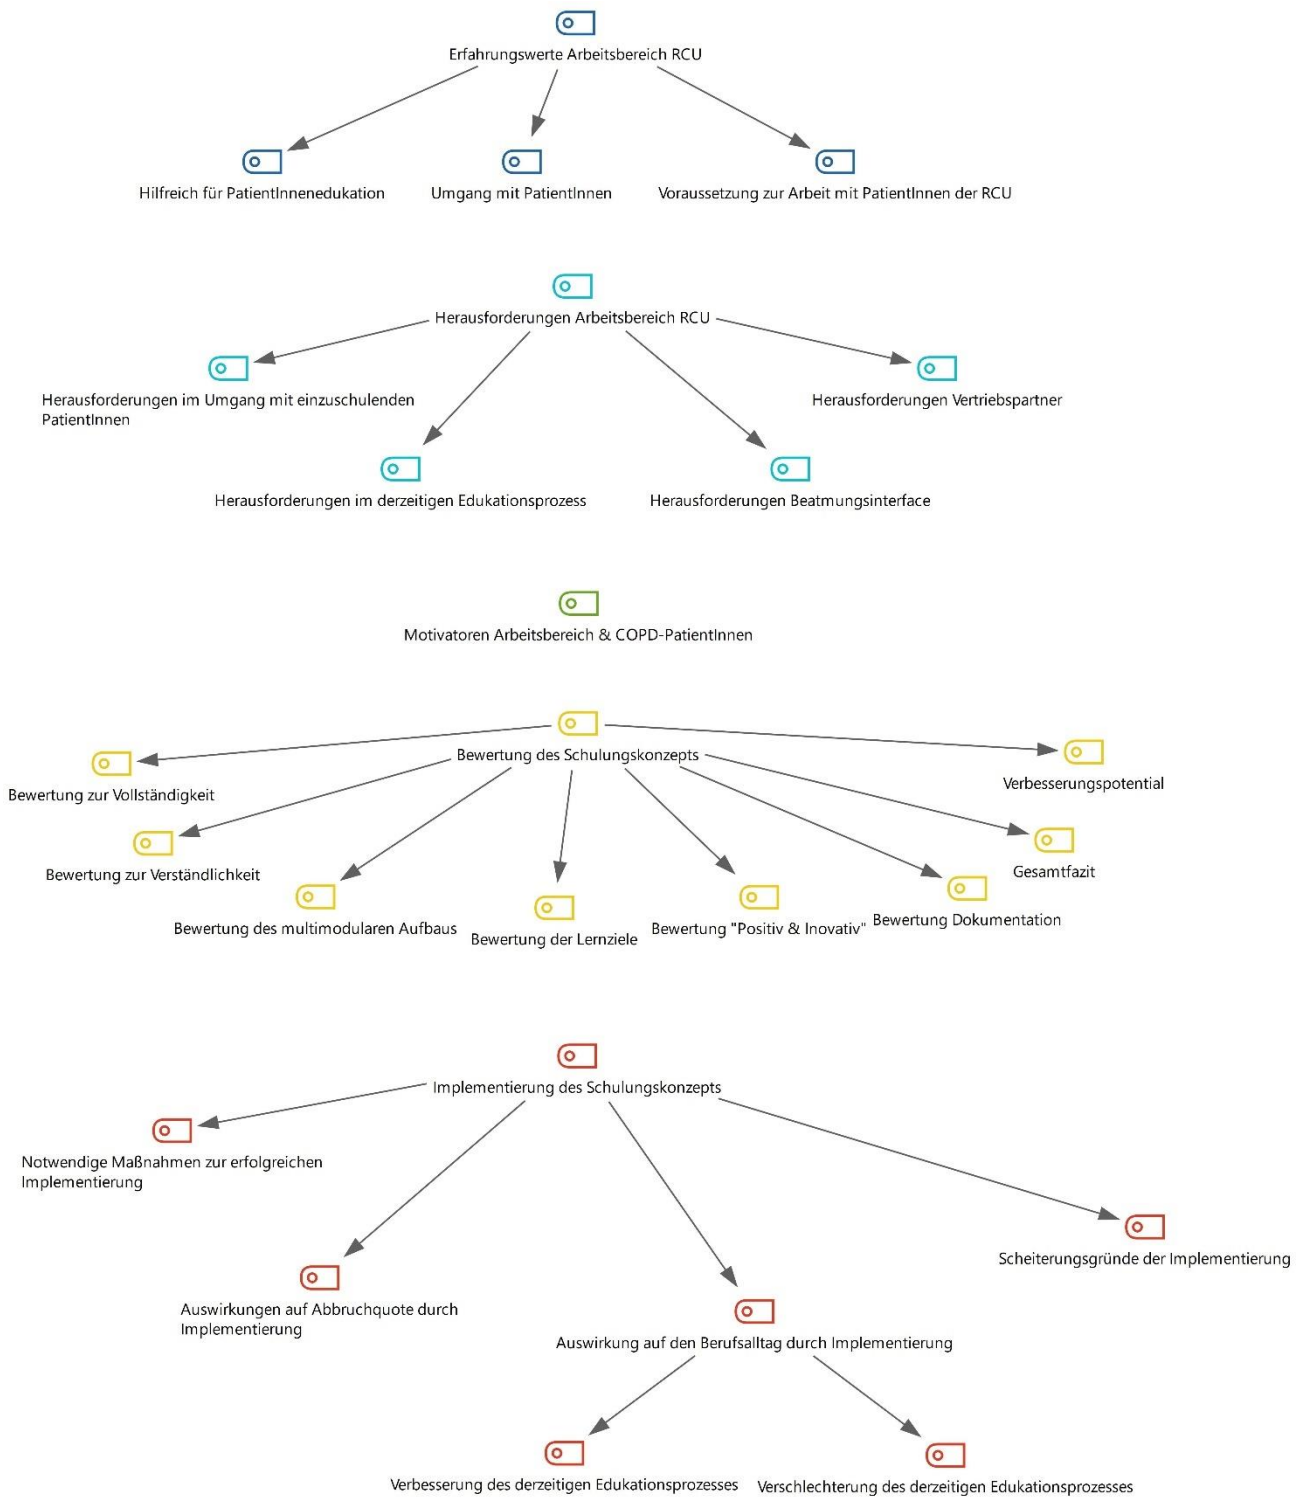 Erfahrungswerte Arbeitsbereich RCU
Hilfreich für PatientInnenedukation
Umgang mit PatientInnen
Voraussetzung zur Arbeit mit PatientInnen der RCU
Herausforderungen Arbeitsbereich RCU
Herausforderungen im Umgang mit einzuschulenden
PatientInnen
Herausforderungen Vertriebspartner
Herausforderungen im derzeitigen Edukationsprozess
Herausforderungen Beatmungsinterface
Motivatoren Arbeitsbereich & COPD-PatientInnen
Bewertung des Schulungskonzepts
Bewertung zur Vollständigkeit
Verbesserungspotential
Bewertung zur Verständlichkeit
Gesamtfazit
Bewertung des multimodularen Aufbaus
Bewertung der Lernziele
Bewertung "Positiv & Inovativ"
Bewertung Dokumentation
Implementierung des Schulungskonzepts
Notwendige Maßnahmen zur erfolgreichen
Implementierung
Scheiterungsgründe der Implementierung
Auswirkungen auf Abbruchquote durch
Implementierung
Auswirkung auf den Berufsalltag durch Implementierung
Verbesserung des derzeitigen Edukationsprozesses
Verschlechterung des derzeitigen Edukationsprozesses